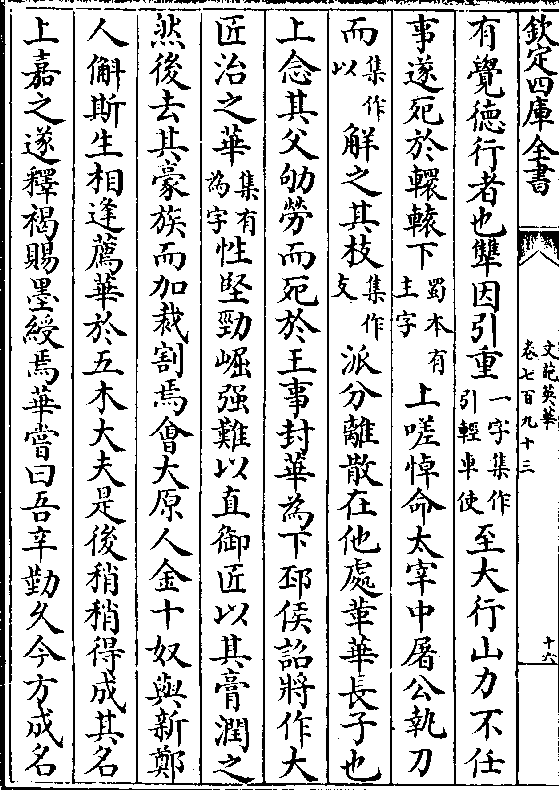 欽定四庫全書
文苑英華
卷七百九十三
十六
有覺德行者也犫因引重一字集作引輕車使至大行山力不任
事遂死於轘轅下蜀本有主字上嗟悼命太宰中屠公執刀
而集作以解之其枝集作支派分離散在他處革華長子也
上念其父劬勞而死於王事封華為下邳侯詔將作大
匠治之華集有為字性堅勁崛强難以直御匠以其膏潤之
然後去其豪族而加裁割焉會大原人金十奴與新鄭
人斛斯生相逢薦華於五木大夫是後稍稍得成其名
上嘉之遂釋褐賜墨綬焉華嘗曰吾辛勤久今方成名